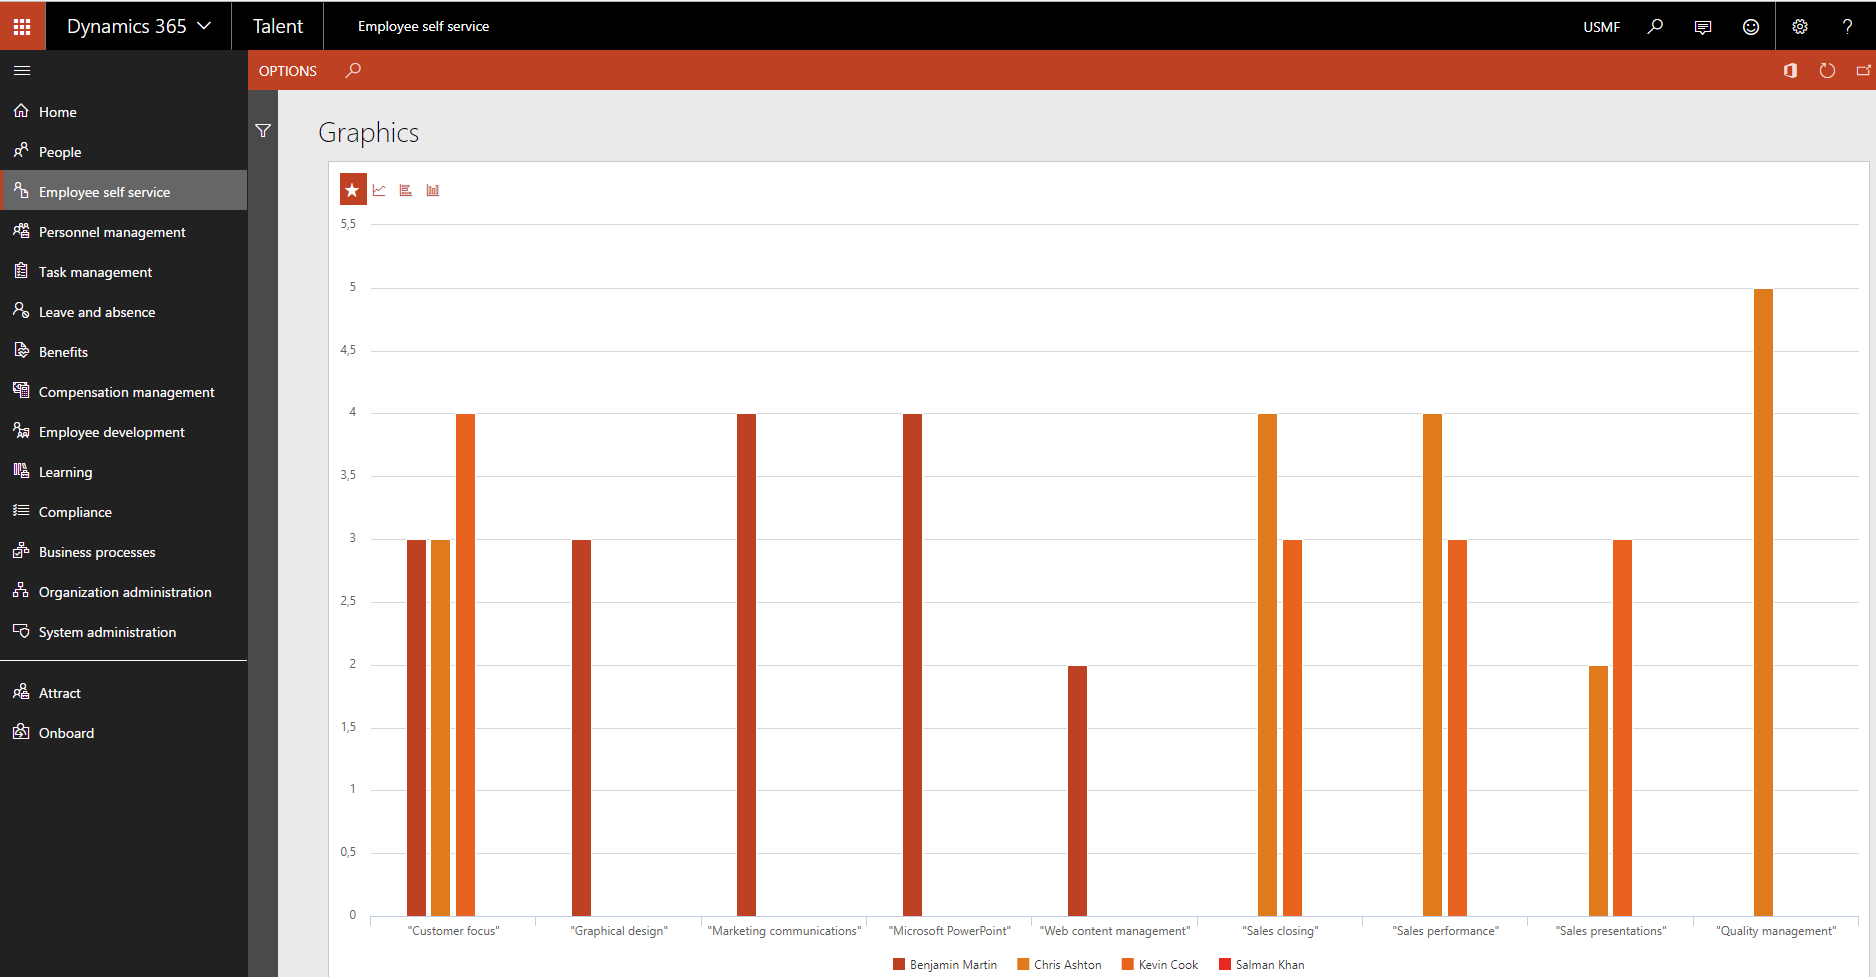 Dynamics 365 Talent Employee self service USMF ?
OPTIONS
Home
People
Employee self service
Personnel management
Task management
Leave and absence
Benefits
Compensation management
Employee development
Learning
Compliance
Business processes
Organization administration
System administration
Attract
Onboard
Graphics
5,5
5
4,5
4
3,5
3
2,5
2
1,5
1
0,5
0
"Customer focus" "Graphical design" "Marketing communications" "Microsoft PowerPoint" "Web content management" "Sales closing" "Sales performance" "Sales presentations" "Quality management"
Benjamin Martin Chris Ashton Kevin Cook Salman Khan